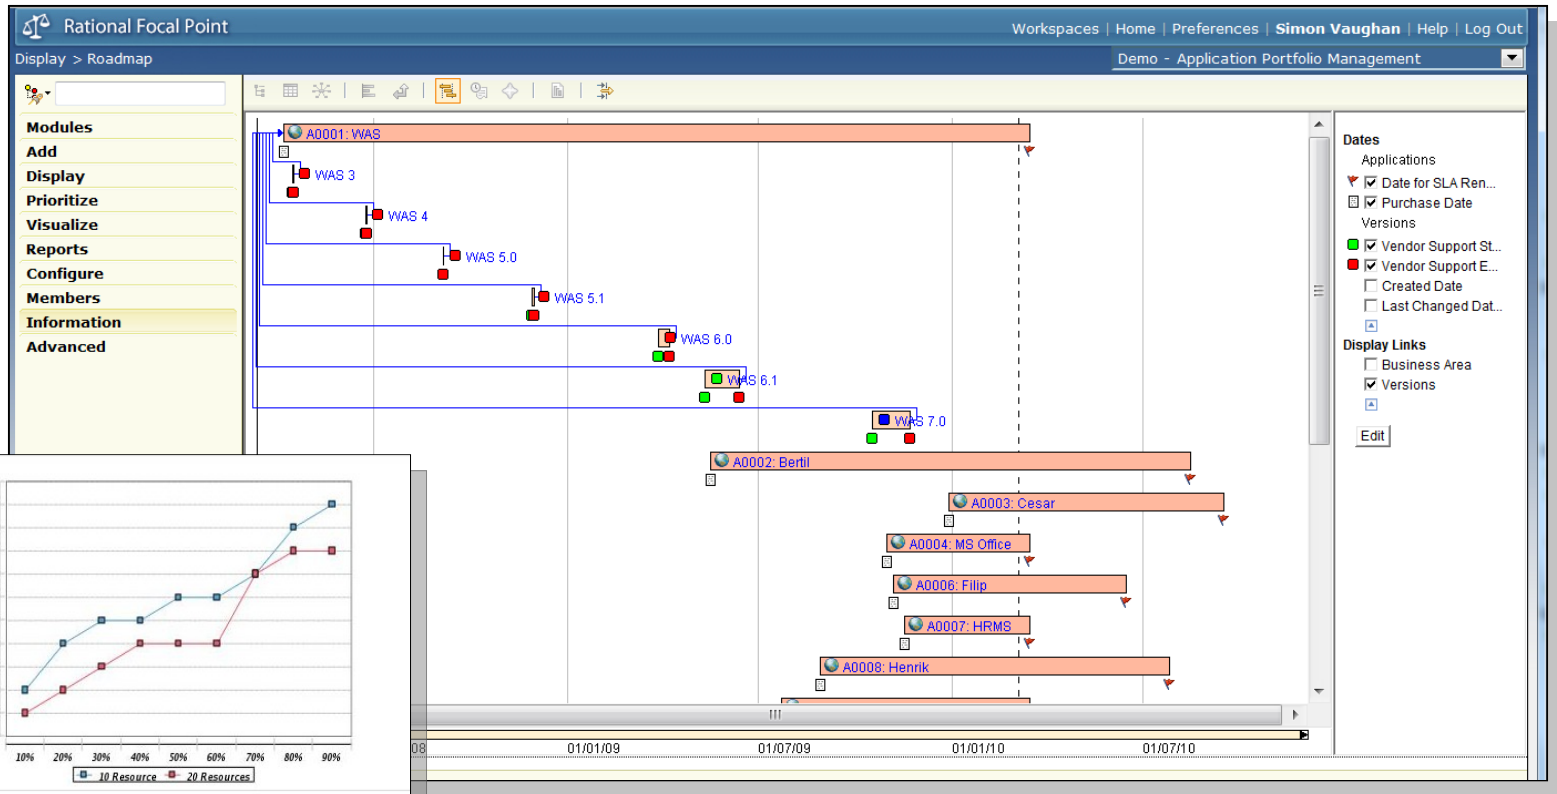 Rational Focal Point
Workspaces | Home | Preferences | Simon Vaughan | Help | Log Out
Display > Roadmap
Demo - Application Portfolio Management
Modules
Add
Display
Prioritize
Visualize
Reports
Configure
Members
Information
Advanced
A0001: WAS
WAS 3
WAS 4
WAS 5.0
WAS 5.1
WAS 6.0
WAS 6.1
WAS 7.0
A0002: Bertil
A0003: Cesar
A0004: MS Office
A0006: Filip
A0007: HRMS
A0008: Henrik
08 01/01/09 01/07/09 01/01/10 01/07/10
Dates
Applications
Date for SLA Ren...
Purchase Date
Versions
Vendor Support St...
Vendor Support E...
Created Date
Last Changed Dat...
Display Links
Business Area
Versions
Edit
10% 20% 30% 40% 50% 60% 70% 80% 90%
10 Resource 20 Resources